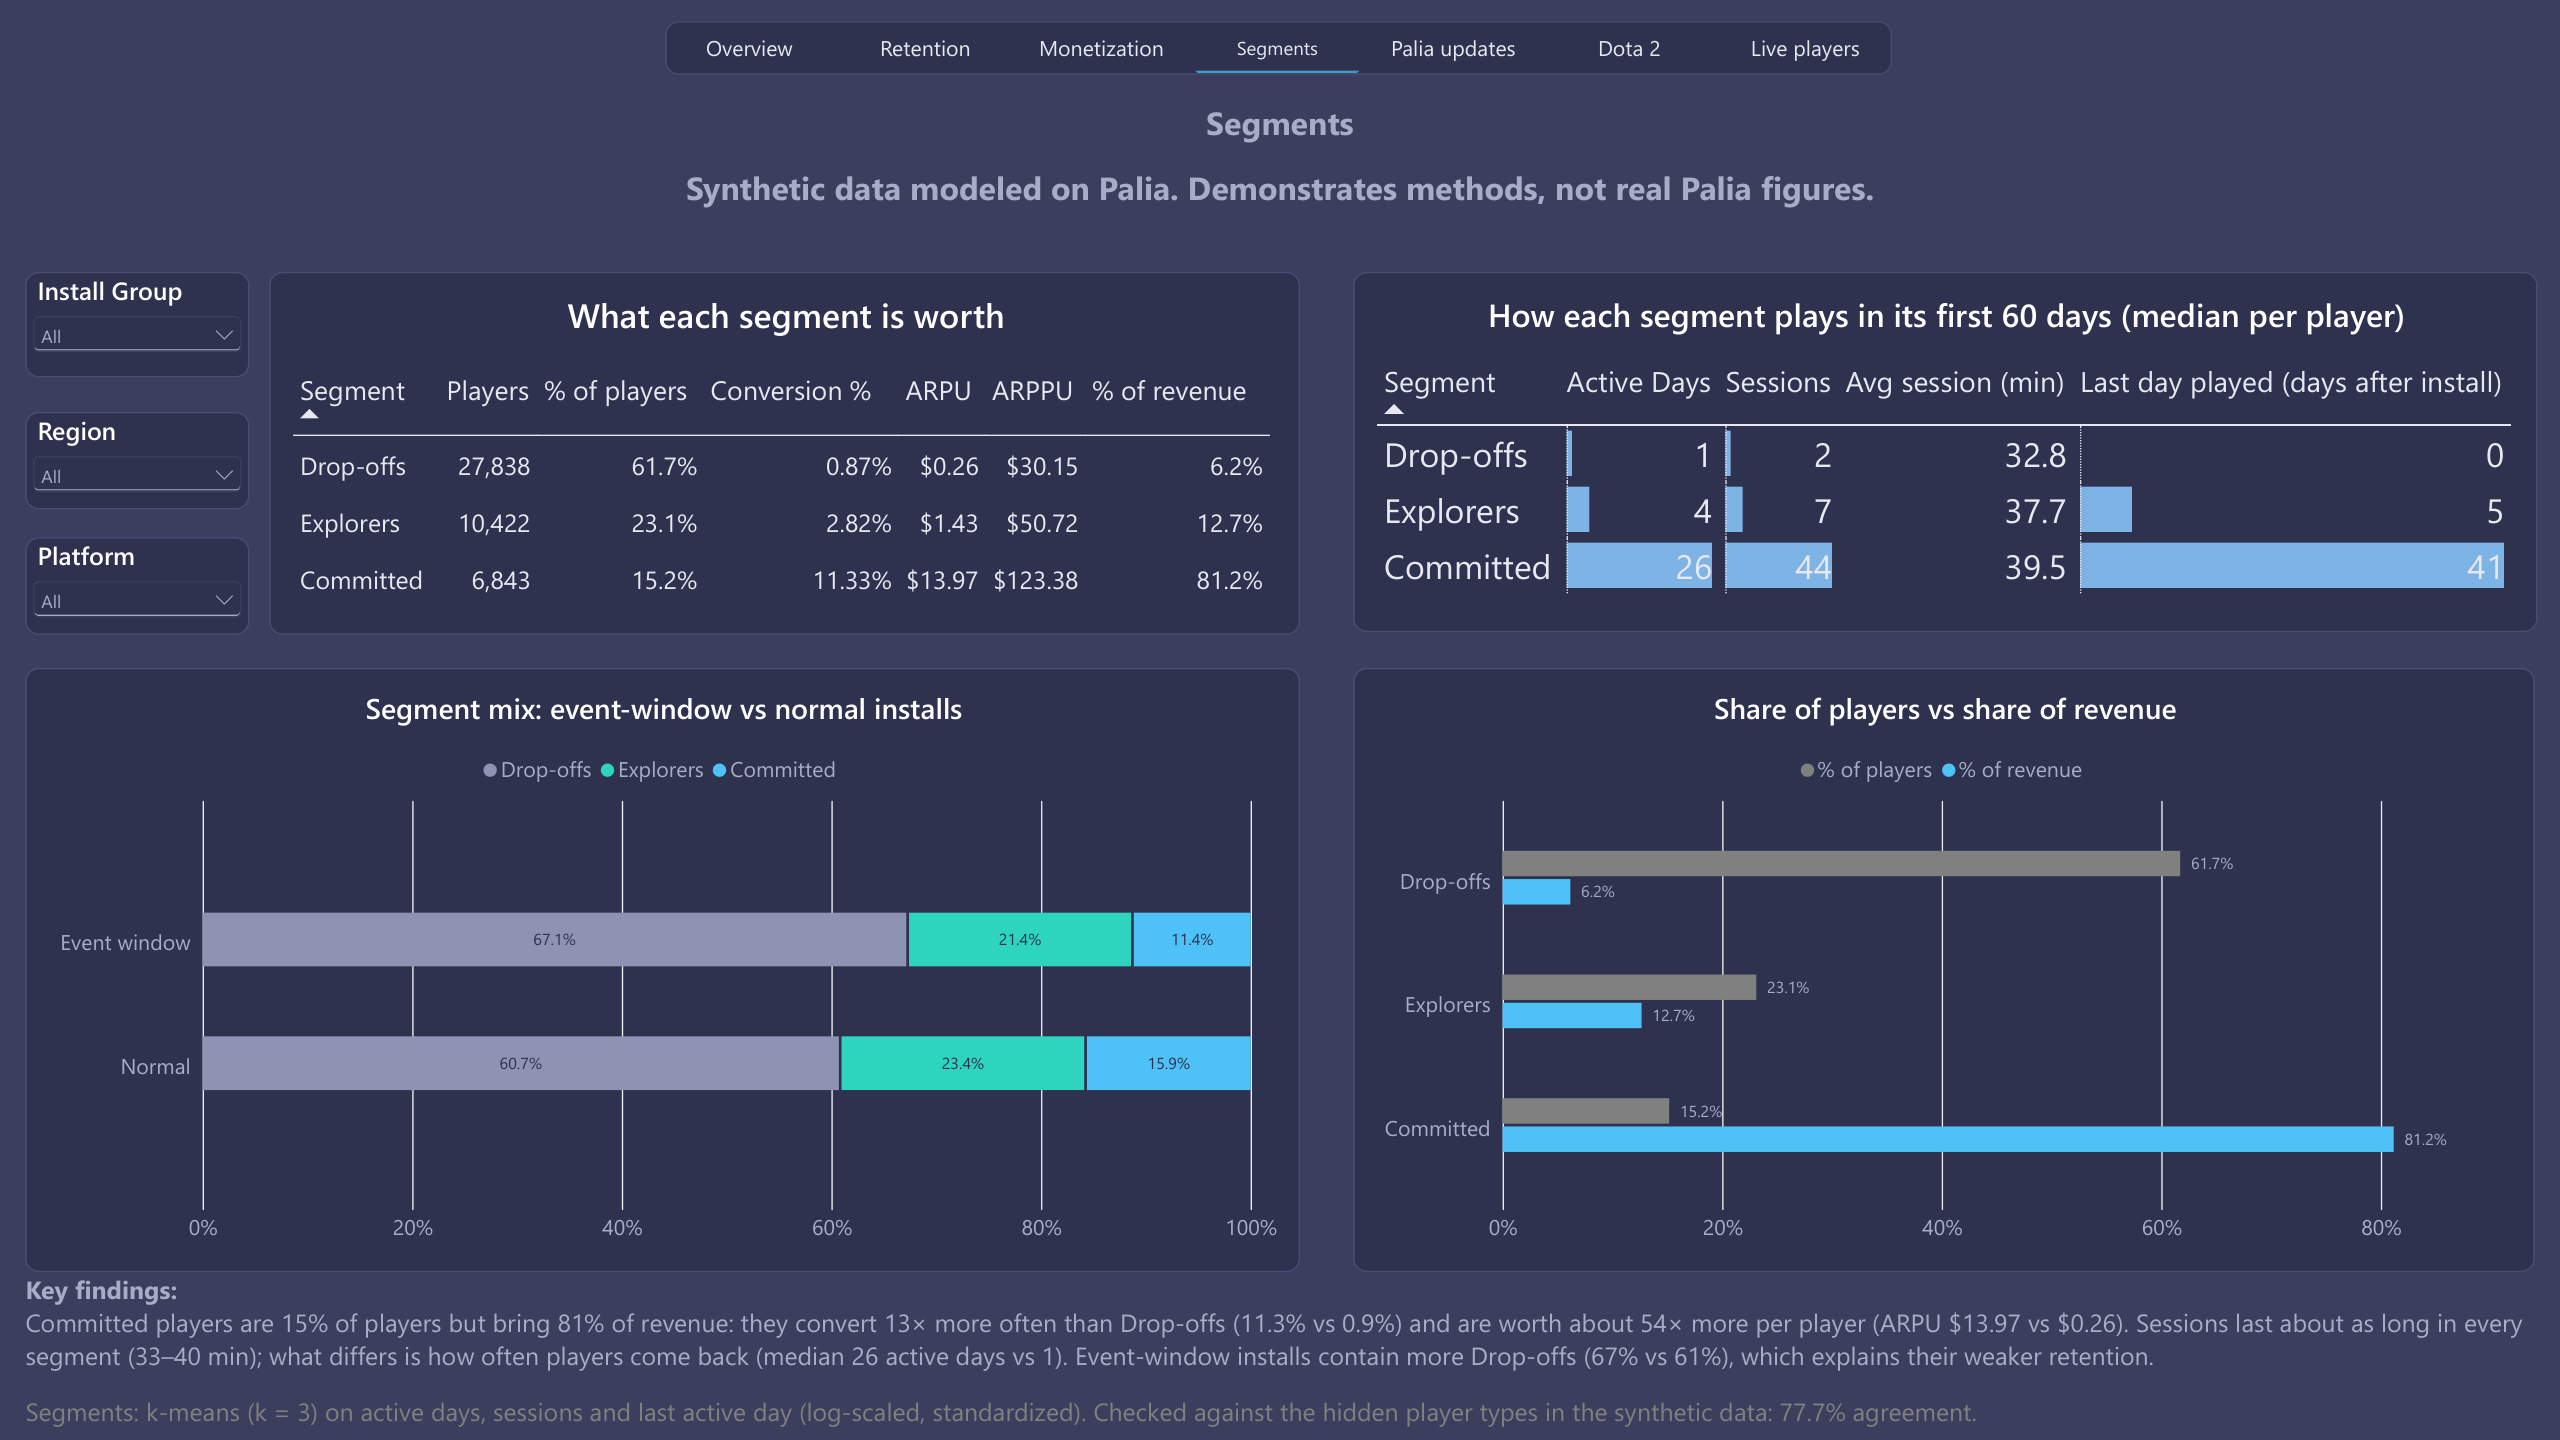 Overview Retention Monetization Segments Palia updates Dota 2 Live players
Segments
Synthetic data modeled on Palia. Demonstrates methods, not real Palia figures.
Install Group
All
Region
All
Platform
All
What each segment is worth
Segment Players % of players Conversion % ARPU ARPPU % of revenue
Drop-offs 27,838 61.7% 0.87% $0.26 $30.15 6.2%
Explorers 10,422 23.1% 2.82% $1.43 $50.72 12.7%
Committed 6,843 15.2% 11.33% $13.97 $123.38 81.2%
How each segment plays in its first 60 days (median per player)
Segment Active Days Sessions Avg session (min) Last day played (days after install)
Drop-offs 1 2 32.8 0
Explorers 4 7 37.7 5
Committed 26 44 39.5 41
Segment mix: event-window vs normal installs
Drop-offs Explorers Committed
Event window 67.1% 21.4% 11.4%
Normal 60.7% 23.4% 15.9%
0% 20% 40% 60% 80% 100%
Share of players vs share of revenue
% of players % of revenue
Drop-offs 61.7%
6.2%
Explorers 23.1%
12.7%
Committed 15.2%
81.2%
0% 20% 40% 60% 80%
Key findings:
Committed players are 15% of players but bring 81% of revenue: they convert 13× more often than Drop-offs (11.3% vs 0.9%) and are worth about 54× more per player (ARPU $13.97 vs $0.26). Sessions last about as long in every
segment (33–40 min); what differs is how often players come back (median 26 active days vs 1). Event-window installs contain more Drop-offs (67% vs 61%), which explains their weaker retention.
Segments: k-means (k = 3) on active days, sessions and last active day (log-scaled, standardized). Checked against the hidden player types in the synthetic data: 77.7% agreement.